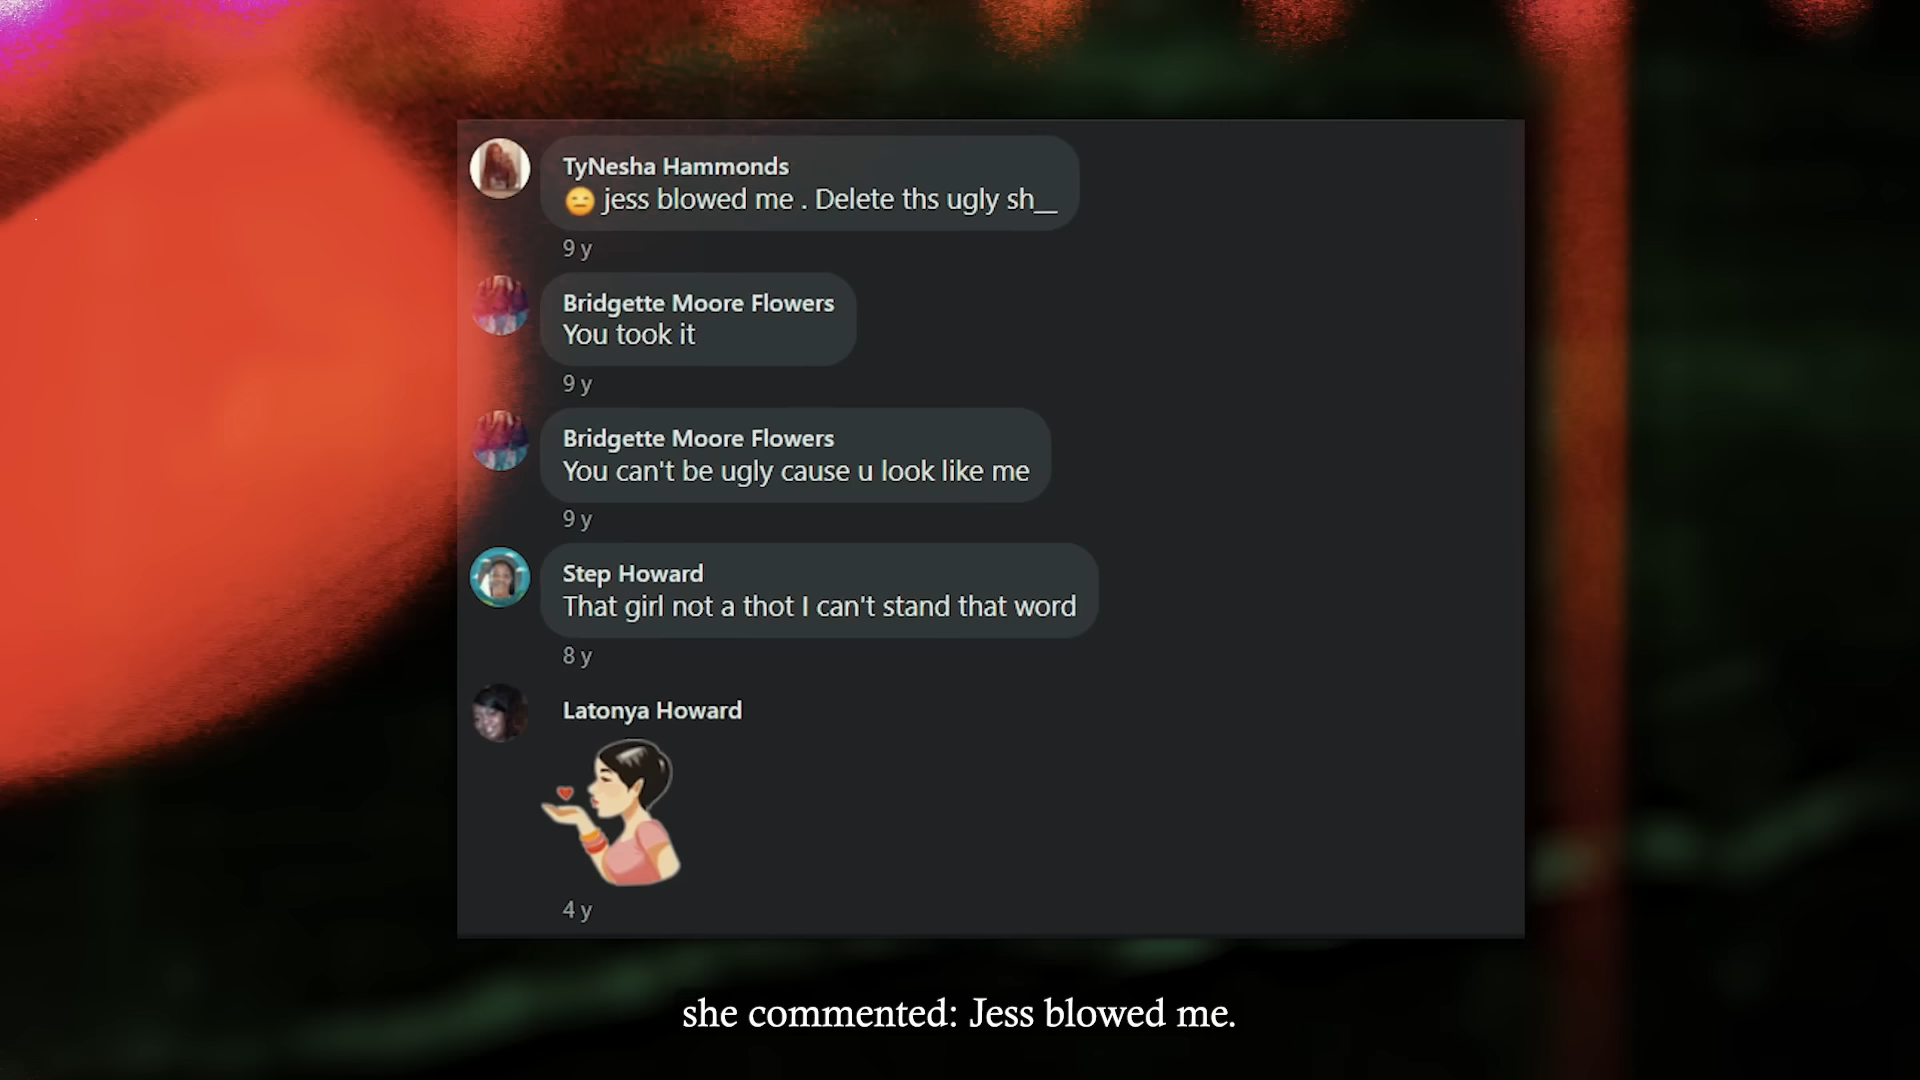 TyNesha Hammonds
😑 jess blowed me . Delete ths ugly sh__
9 y
Bridgette Moore Flowers
You took it
9 y
Bridgette Moore Flowers
You can't be ugly cause u look like me
9 y
Step Howard
That girl not a thot I can't stand that word
8 y
Latonya Howard
4 y
she commented: Jess blowed me.